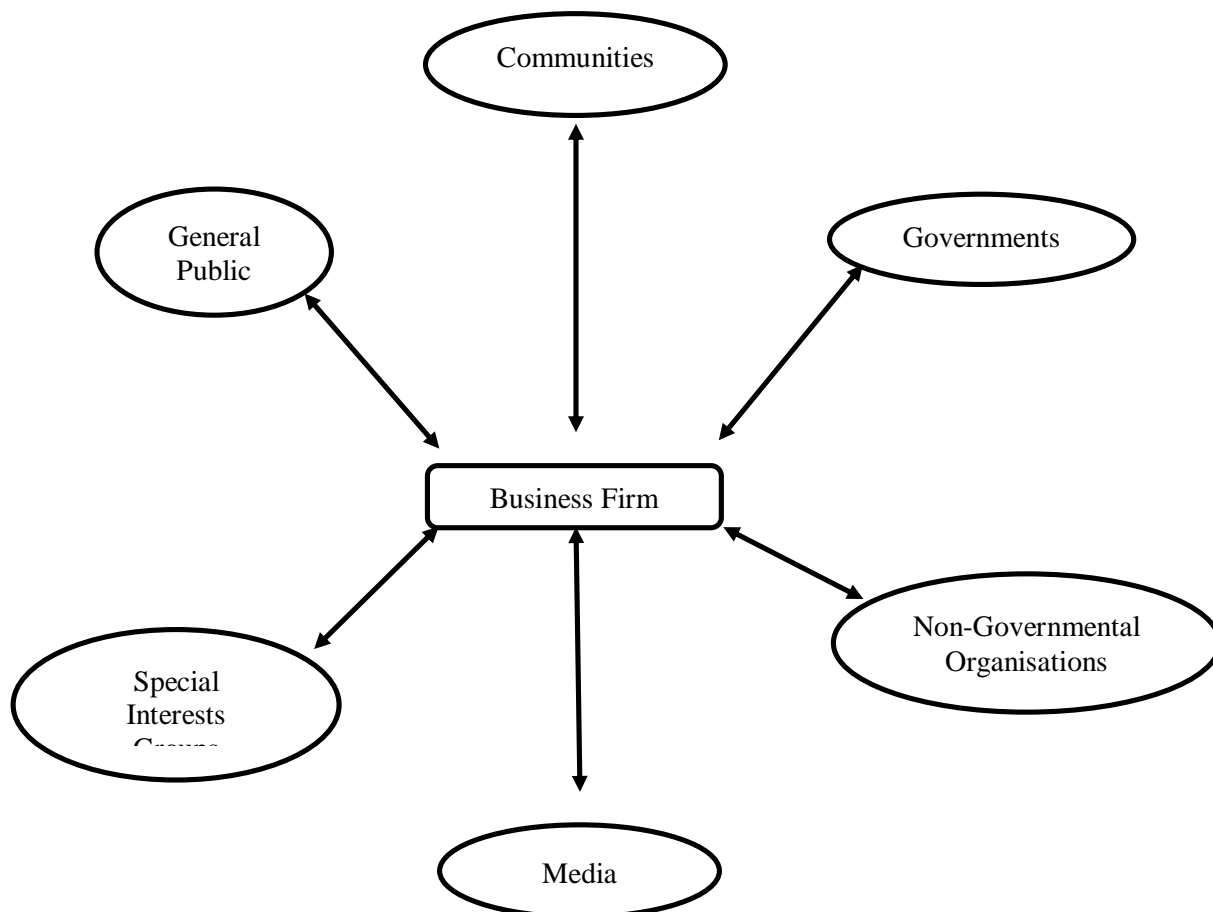 Communities
General
Public
Governments
Business Firm
Non-Governmental
Organisations
Special
Interests
Media